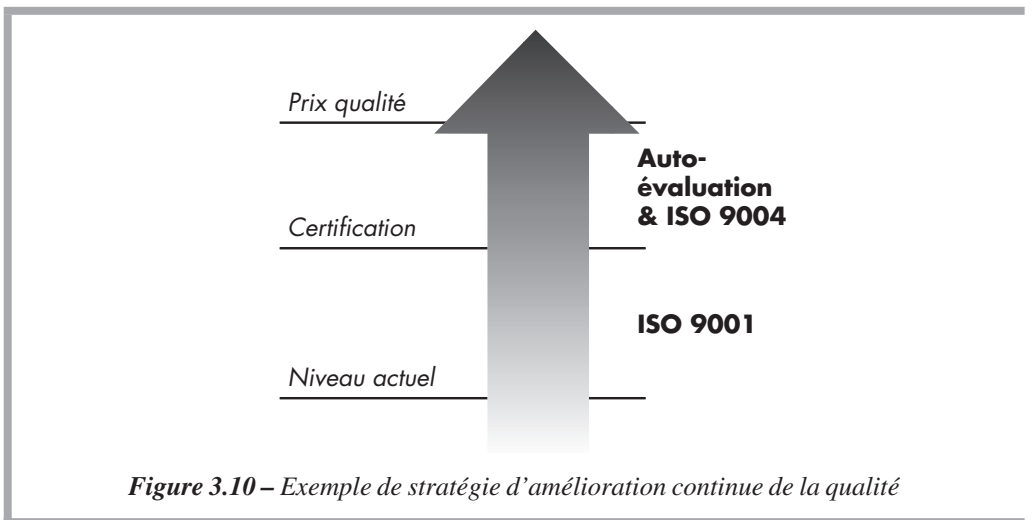 Prix qualité
Auto-
évaluation
& ISO 9004
Certification
ISO 9001
Niveau actuel
Figure 3.10 – Exemple de stratégie d'amélioration continue de la qualité